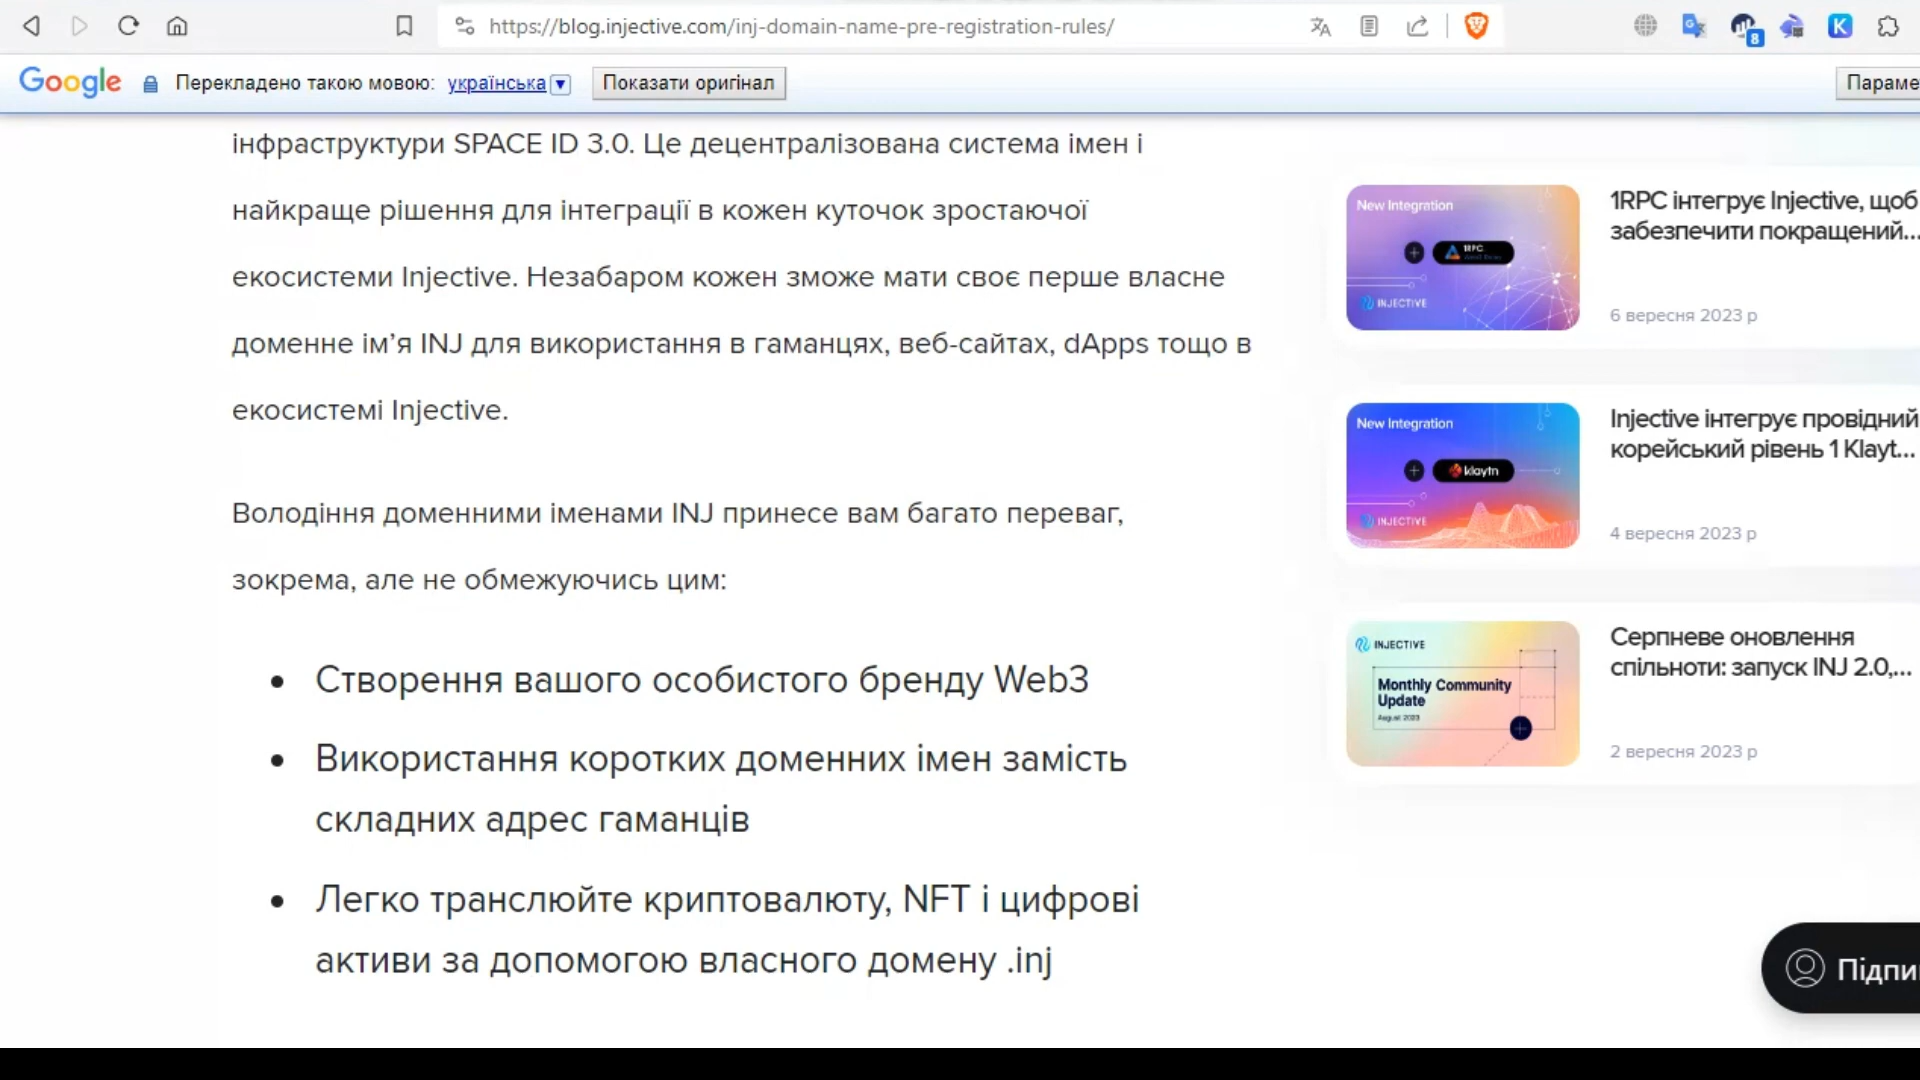 https://blog.injective.com/inj-domain-name-pre-registration-rules/
8
K
Google
Перекладено такою мовою: українська
Показати оригінал
Параме
інфраструктури SPACE ID 3.0. Це децентралізована система імен і
найкраще рішення для інтеграції в кожен куточок зростаючої
екосистеми Injective. Незабаром кожен зможе мати своє перше власне
доменне ім’я INJ для використання в гаманцях, веб-сайтах, dApps тощо в
екосистемі Injective.
Володіння доменними іменами INJ принесе вам багато переваг,
зокрема, але не обмежуючись цим:
Створення вашого особистого бренду Web3
Використання коротких доменних імен замість
складних адрес гаманців
Легко транслюйте криптовалюту, NFT і цифрові
активи за допомогою власного домену .inj
New Integration
1RPC
INJECTIVE
1RPC інтегрує Injective, щоб
забезпечити покращений...
6 вересня 2023 р
New Integration
klaytn
INJECTIVE
Injective інтегрує провідний
корейський рівень 1 Klayt...
4 вересня 2023 р
INJECTIVE
Monthly Community
Update
August 2023
Серпневе оновлення
спільноти: запуск INJ 2.0,...
2 вересня 2023 р
Підпи